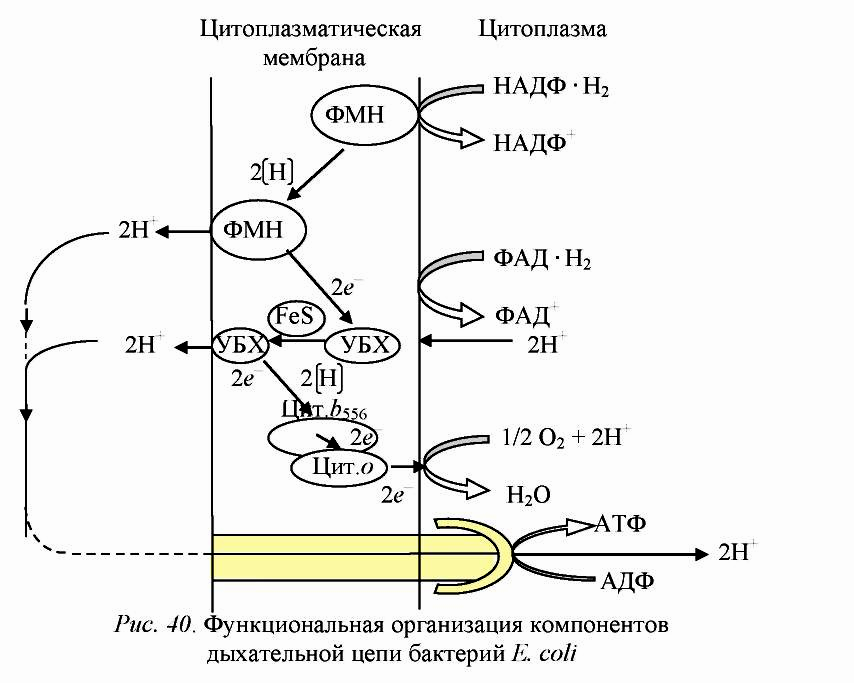 Цитоплазматическая
мембрана
Цитоплазма
НАДФ · H₂
ФМН
НАДФ⁺
2[H]
2H⁺
ФМН
ФАД · H₂
2e⁻
FeS
ФАД⁺
2H⁺
УБХ
УБХ
2H⁺
2e⁻
2[H]
Цит.b₅₅₆
2e⁻
1/2 O₂ + 2H⁺
Цит.o
2e⁻
H₂O
АТФ
2H⁺
АДФ
Рис. 40. Функциональная организация компонентов
дыхательной цепи бактерий E. coli